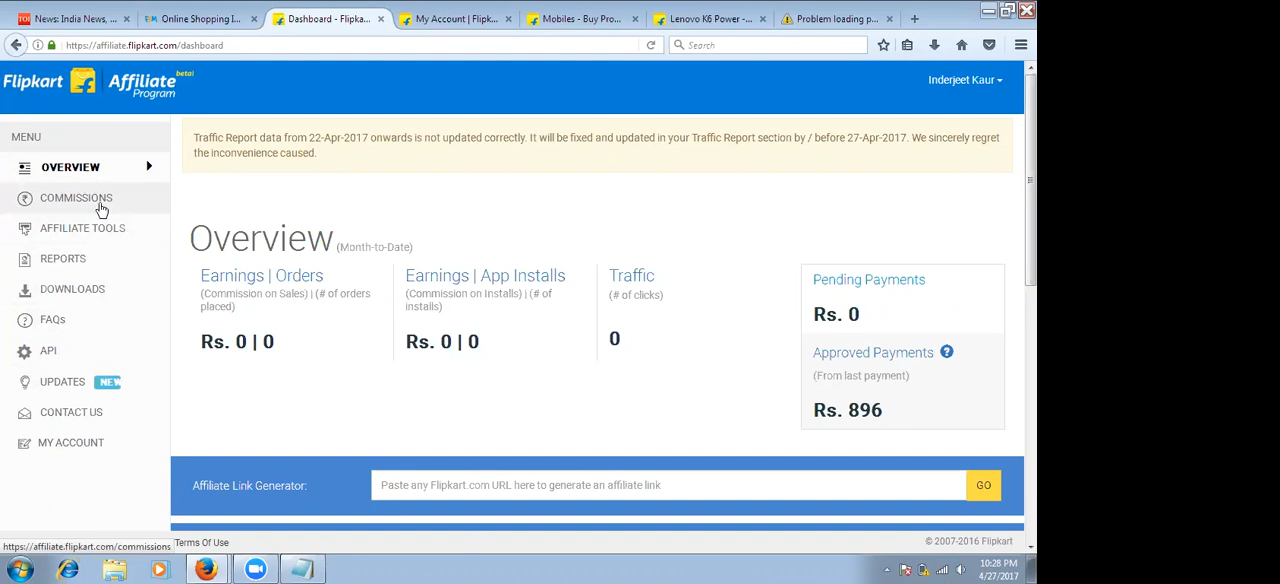 News: India News, ...
Online Shopping I...
Dashboard - Flipka...
My Account | Flipk...
Mobiles - Buy Pro...
Lenovo K6 Power -...
Problem loading p...
https://affiliate.flipkart.com/dashboard
Search
Flipkart Affiliate beta!
Program
Inderjeet Kaur
MENU
Traffic Report data from 22-Apr-2017 onwards is not updated correctly. It will be fixed and updated in your Traffic Report section by / before 27-Apr-2017. We sincerely regret
the inconvenience caused.
OVERVIEW
COMMISSIONS
AFFILIATE TOOLS
REPORTS
DOWNLOADS
FAQs
API
UPDATES NEW
CONTACT US
MY ACCOUNT
Overview (Month-to-Date)
Earnings | Orders
(Commission on Sales) | (# of orders
placed)
Rs. 0 | 0
Earnings | App Installs
(Commission on Installs) | (# of
installs)
Rs. 0 | 0
Traffic
(# of clicks)
0
Pending Payments
Rs. 0
Approved Payments ?
(From last payment)
Rs. 896
Affiliate Link Generator:
Paste any Flipkart.com URL here to generate an affiliate link
GO
https://affiliate.flipkart.com/commissions
Terms Of Use
© 2007-2016 Flipkart
10:28 PM
4/27/2017